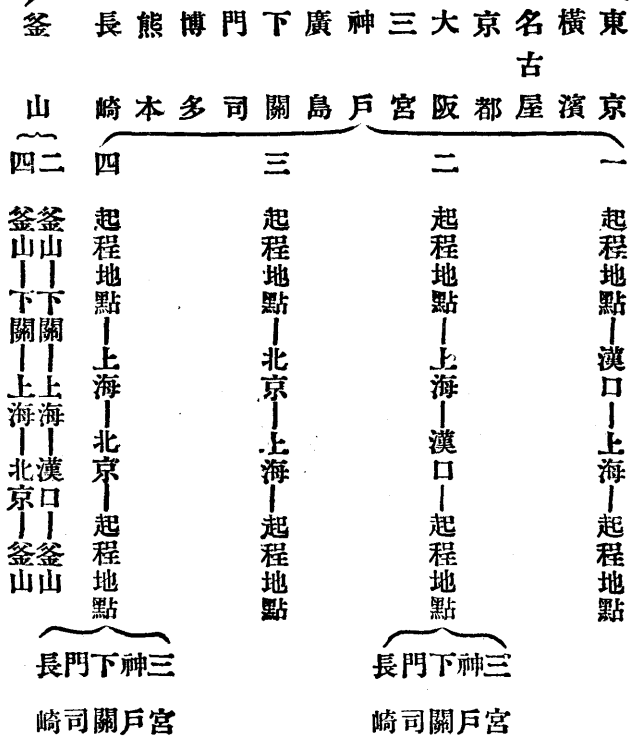 東京
橫濱
名古屋
京都
大阪
三宮
神戶
廣島
下關
門司
博多
熊本
長崎
一 起程地點—漢口—上海—起程地點
二 起程地點—上海—漢口—起程地點
三宮
神戶
下關
門司
長崎
三 起程地點—北京—上海—起程地點
四 起程地點—上海—北京—起程地點
三宮
神戶
下關
門司
長崎
釜山
二 釜山—下關—上海—漢口—釜山
四 釜山—下關—上海—北京—釜山